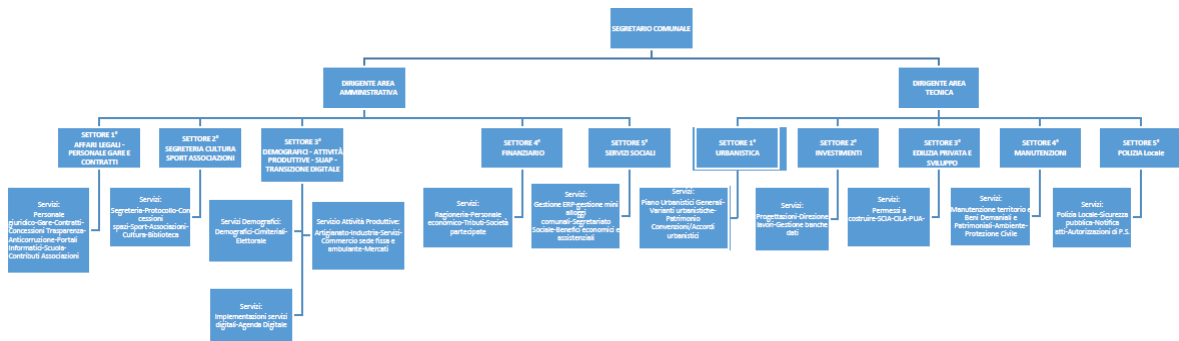 SEGRETARIO COMUNALE
DIRIGENTE AREA
AMMINISTRATIVA
DIRIGENTE AREA
TECNICA
SETTORE 1°
AFFARI LEGALI -
PERSONALE GARE E
CONTRATTI
SETTORE 2°
SEGRETERIA CULTURA
SPORT ASSOCIAZIONI
SETTORE 3°
DEMOGRAFICI - ATTIVITÀ
PRODUTTIVE - SUAP -
TRANSIZIONE DIGITALE
SETTORE 4°
FINANZIARIO
SETTORE 5°
SERVIZI SOCIALI
SETTORE 1°
URBANISTICA
SETTORE 2°
INVESTIMENTI
SETTORE 3°
EDILIZIA PRIVATA E
SVILUPPO
SETTORE 4°
MANUTENZIONI
SETTORE 5°
POLIZIA Locale
Servizi:
Personale
giuridico-Gare-Contratti-
Concessioni Trasparenza-
Anticorruzione-Portali
Informatici-Scuola-
Contributi Associazioni
Servizi:
Segreteria-Protocollo-Con
cessioni
spazi-Sport-Associazioni-
Cultura-Biblioteca
Servizi Demografici:
Demografici-Cimiteriali-
Elettorale
Servizio Attività Produttive:
Artigianato-Industria-Servizi-
Commercio sede fissa e
ambulante-Mercati
Servizi:
Ragioneria-Personale
economico-Tributi-Società
partecipate
Servizi:
Gestione ERP-gestione mini
alloggi
comunali-Segretariato
Sociale-Benefici economici e
assistenziali
Servizi:
Piano Urbanistici Generali-
Varianti urbanistiche-
Patrimonio
Convenzioni/Accordi
urbanistici
Servizi:
Progettazioni-Direzione
lavori-Gestione banche
dati
Servizi:
Permessi a
costruire-SCIA-CILA-PUA-
Servizi:
Manutenzione territorio e
Beni Demaniali e
Patrimoniali-Ambiente-
Protezione Civile
Servizi:
Polizia Locale-Sicurezza
pubblica-Notifica
atti-Autorizzazioni di P.S.
Servizi:
Implementazioni servizi
digitali-Agenda Digitale